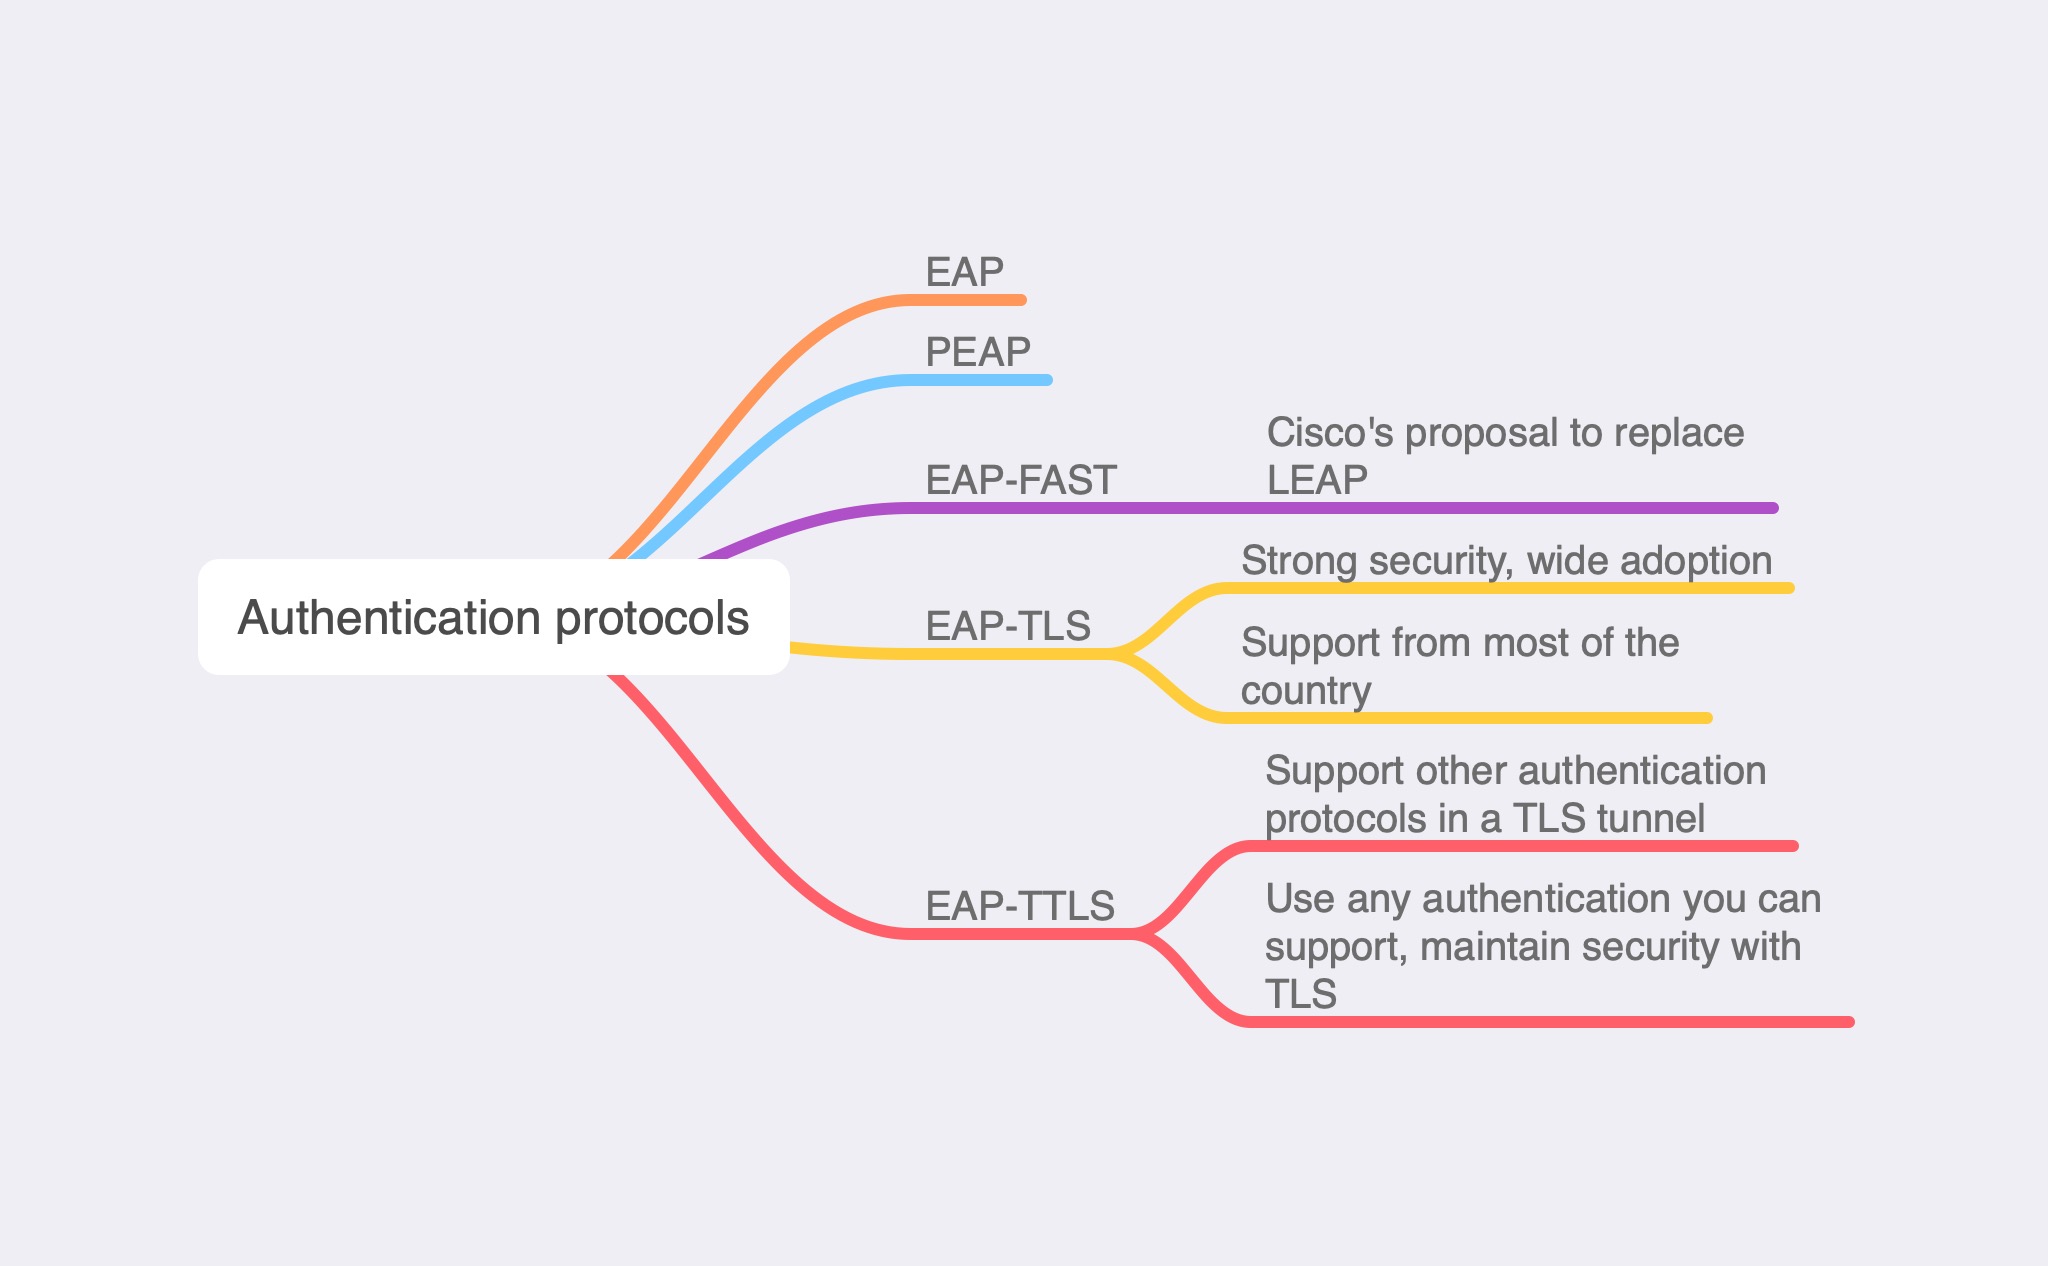 EAP
PEAP
EAP-FAST
Cisco's proposal to replace
LEAP
Authentication protocols
EAP-TLS
Strong security, wide adoption
Support from most of the
country
EAP-TTLS
Support other authentication
protocols in a TLS tunnel
Use any authentication you can
support, maintain security with
TLS